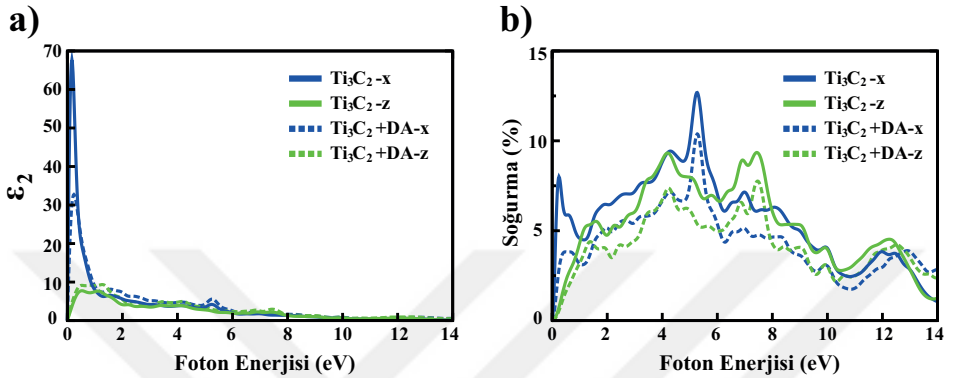 a)
ε2
70
60
50
40
30
20
10
0
0 2 4 6 8 10 12 14
Foton Enerjisi (eV)
Ti₃C₂-x
Ti₃C₂-z
Ti₃C₂+DA-x
Ti₃C₂+DA-z
b)
Soğurma (%)
15
10
5
0
0 2 4 6 8 10 12 14
Foton Enerjisi (eV)
Ti₃C₂-x
Ti₃C₂-z
Ti₃C₂+DA-x
Ti₃C₂+DA-z